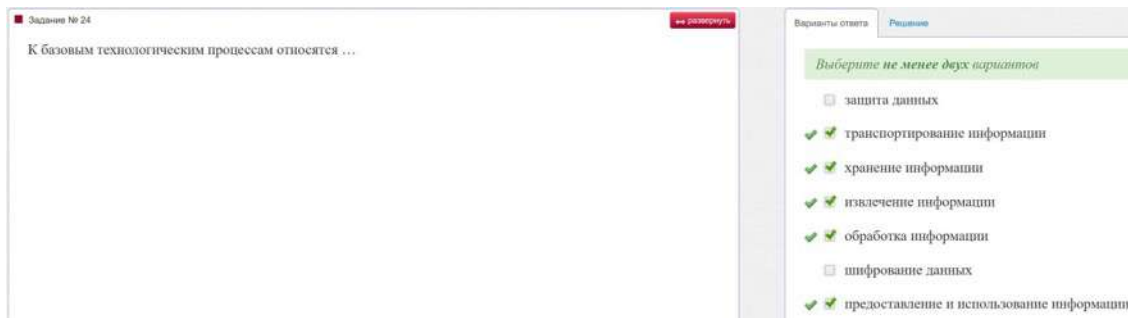 Задание № 24
развернуть
К базовым технологическим процессам относятся …
Варианты ответа
Решение
Выберите не менее двух вариантов
защита данных
транспортирование информации
хранение информации
извлечение информации
обработка информации
шифрование данных
предоставление и использование информации